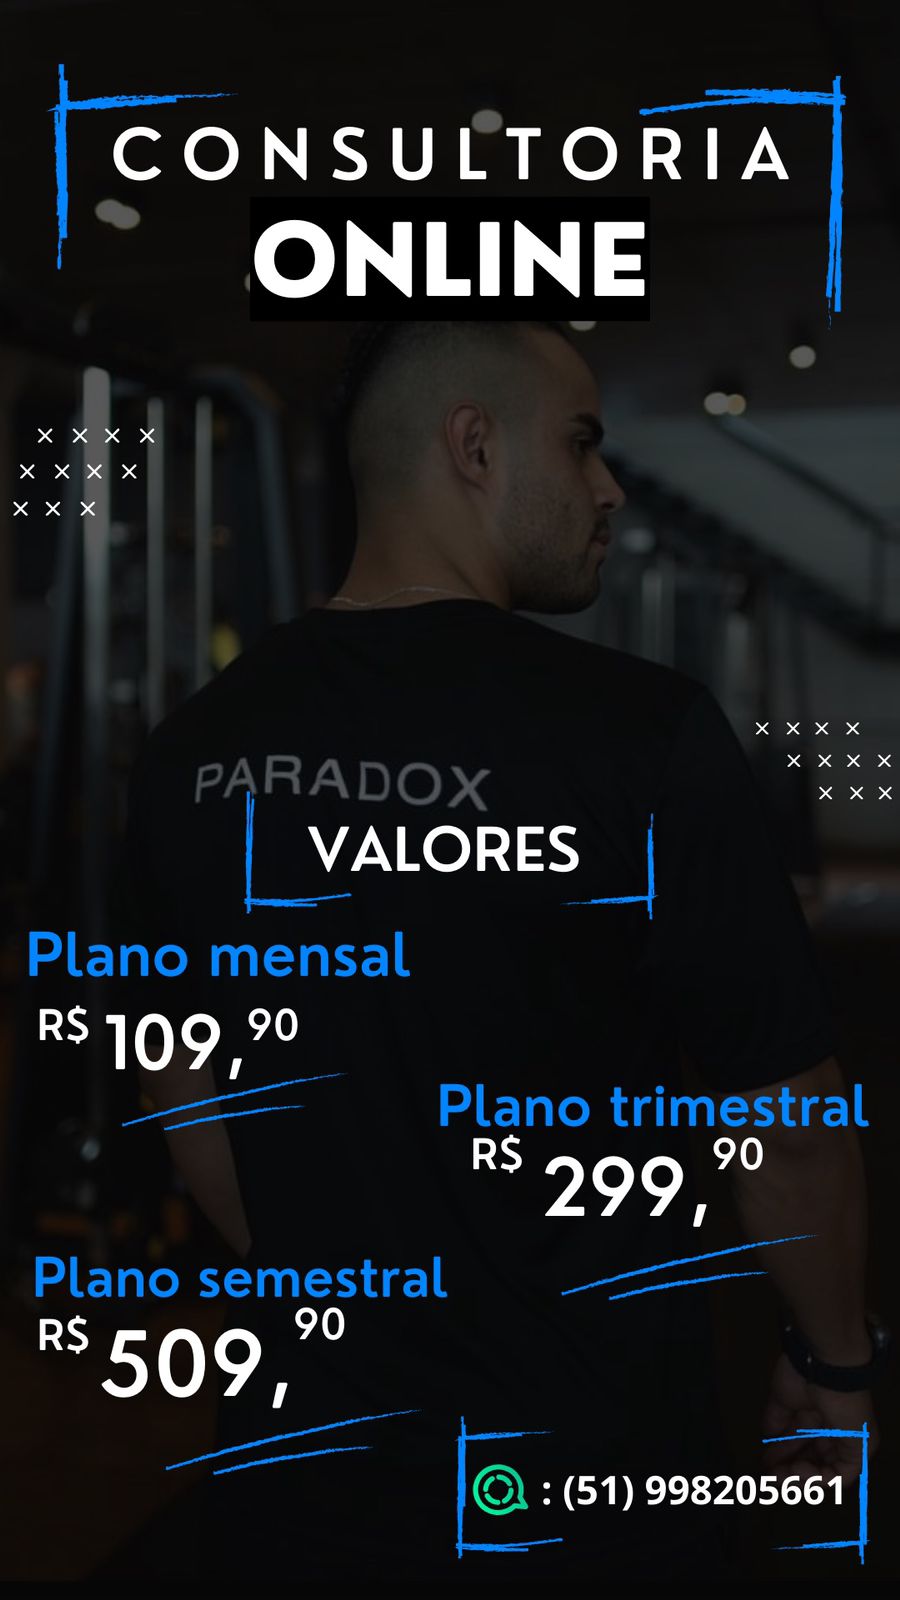 CONSULTORIA
ONLINE
PARADOX
VALORES
Plano mensal
R$ 109,90
Plano trimestral
R$ 299,90
Plano semestral
R$ 509,90
: (51) 998205661